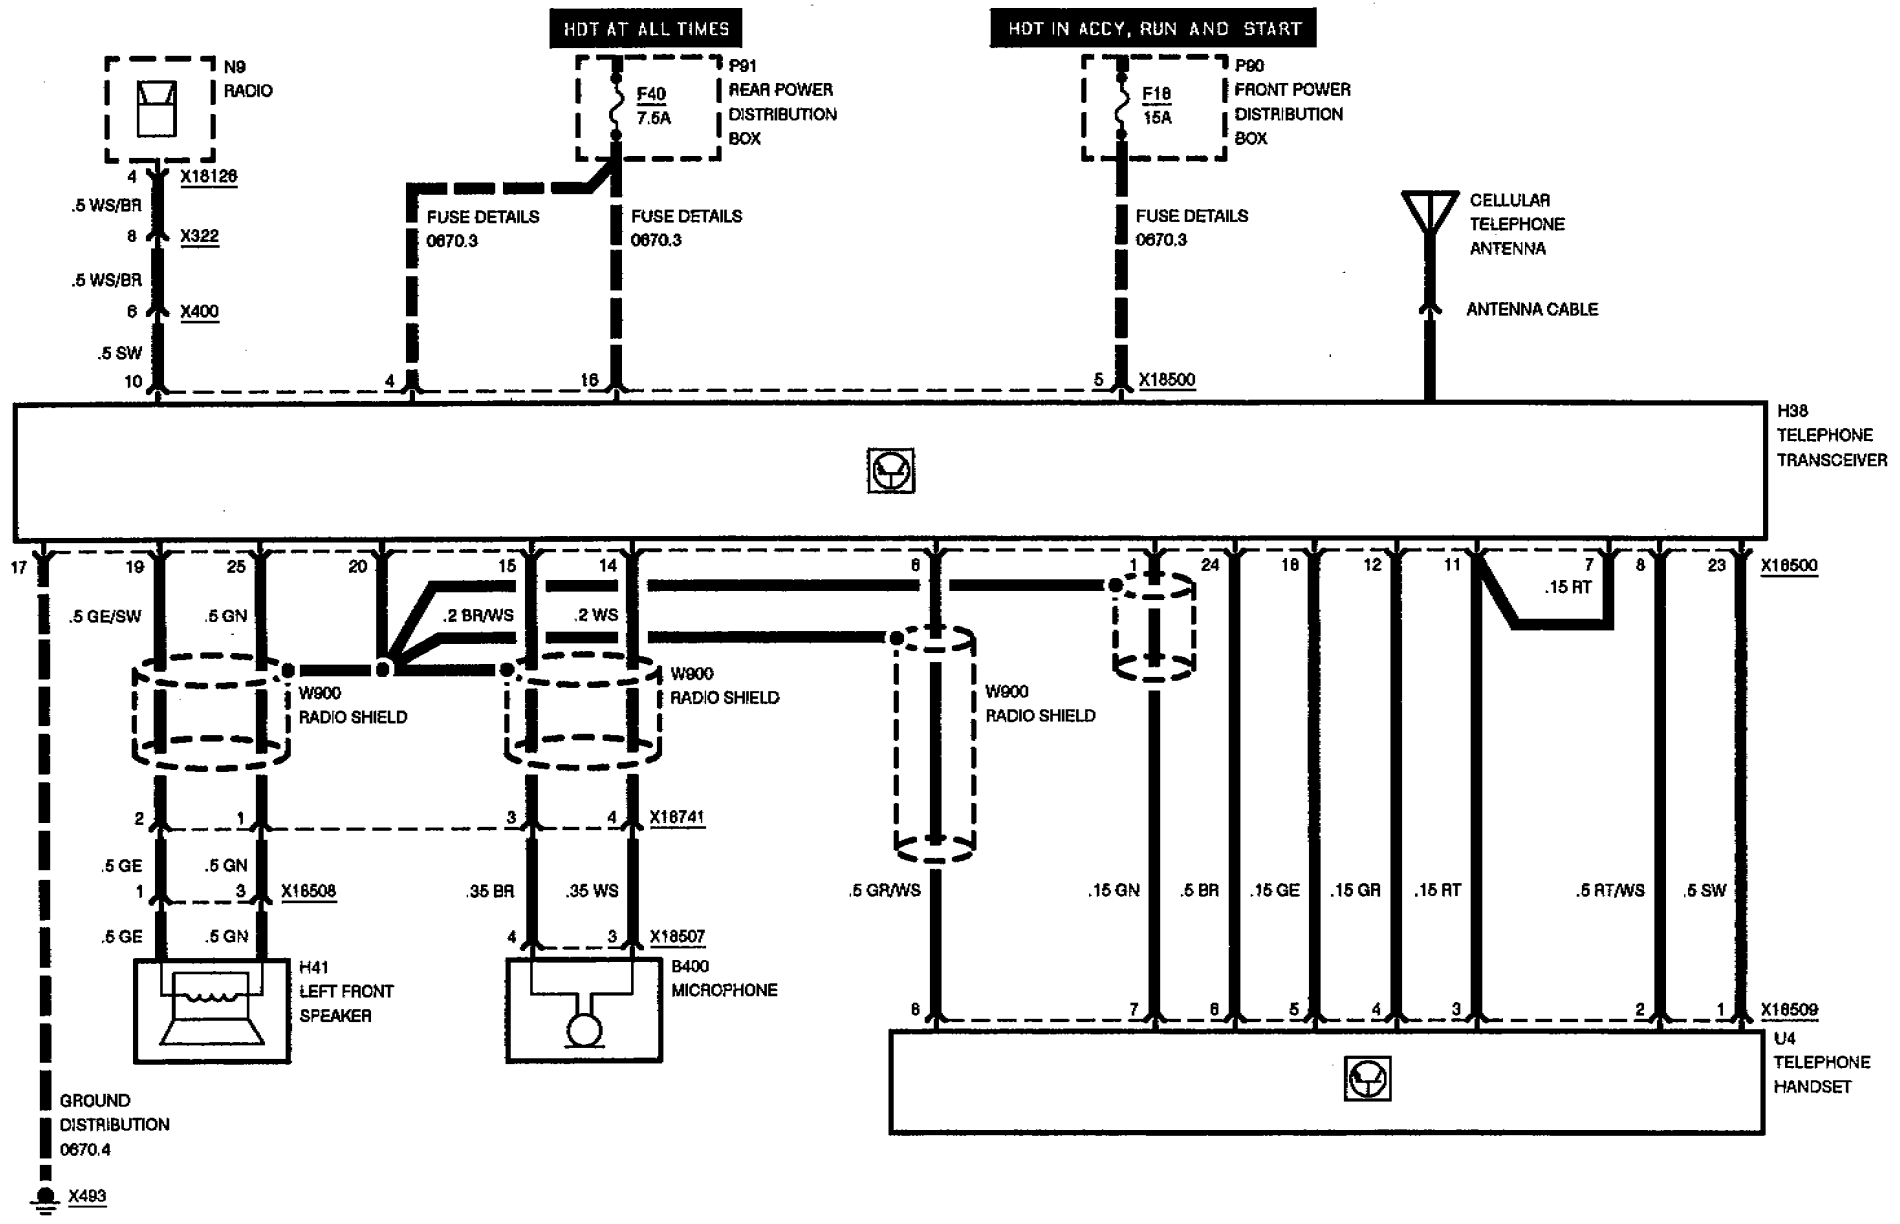 HOT AT ALL TIMES
HOT IN ACCY, RUN AND START
N9
RADIO
P91
REAR POWER
DISTRIBUTION
BOX
F40
7.5A
P90
FRONT POWER
DISTRIBUTION
BOX
F18
15A
4
X18126
.5 WS/BR
8
X322
.5 WS/BR
6
X400
.5 SW
10
FUSE DETAILS
0670.3
FUSE DETAILS
0670.3
FUSE DETAILS
0670.3
CELLULAR
TELEPHONE
ANTENNA
ANTENNA CABLE
4
16
5
X18500
H38
TELEPHONE
TRANSCEIVER
17
19
25
20
15
14
6
1
24
18
12
11
7
8
23
X18500
.5 GE/SW
.5 GN
.2 BR/WS
.2 WS
.15 RT
W900
RADIO SHIELD
W900
RADIO SHIELD
W900
RADIO SHIELD
2
1
3
4
X18741
.5 GE
.5 GN
1
3
X18508
.35 BR
.35 WS
.5 GR/WS
.15 GN
.5 BR
.15 GE
.15 GR
.15 RT
.5 RT/WS
.5 SW
.5 GE
.5 GN
4
3
X18507
H41
LEFT FRONT
SPEAKER
B400
MICROPHONE
8
7
6
5
4
3
2
1
X18509
U4
TELEPHONE
HANDSET
GROUND
DISTRIBUTION
0670.4
X493